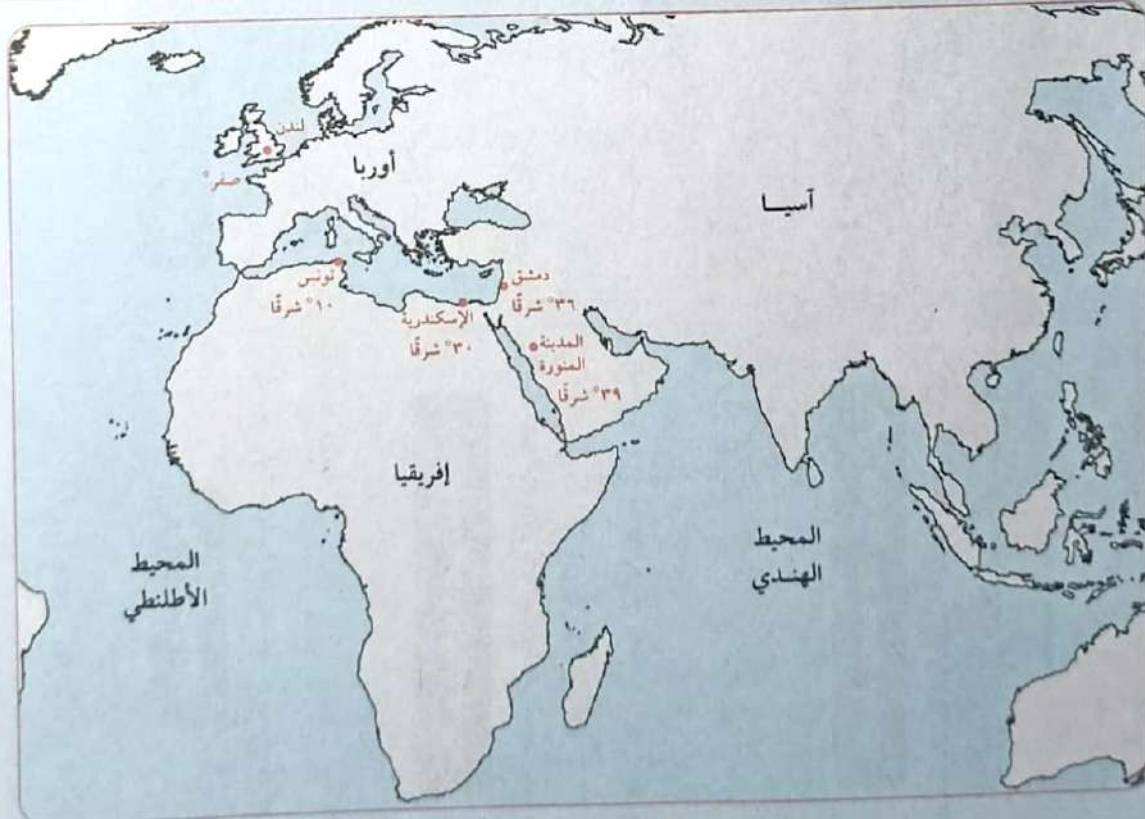 لندن
صفر°
أوربا
آسيا
تونس
١٠° شرقًا
الإسكندرية
٣٠° شرقًا
دمشق
٣٦° شرقًا
المدينة
المنورة
٣٩° شرقًا
إفريقيا
المحيط
الأطلنطي
المحيط
الهندي